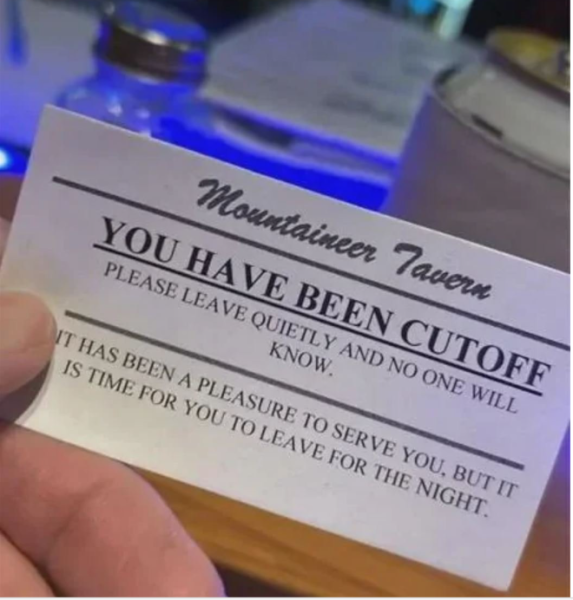 Mountaineer Tavern
YOU HAVE BEEN CUTOFF
PLEASE LEAVE QUIETLY AND NO ONE WILL
KNOW.
IT HAS BEEN A PLEASURE TO SERVE YOU, BUT IT
IS TIME FOR YOU TO LEAVE FOR THE NIGHT.